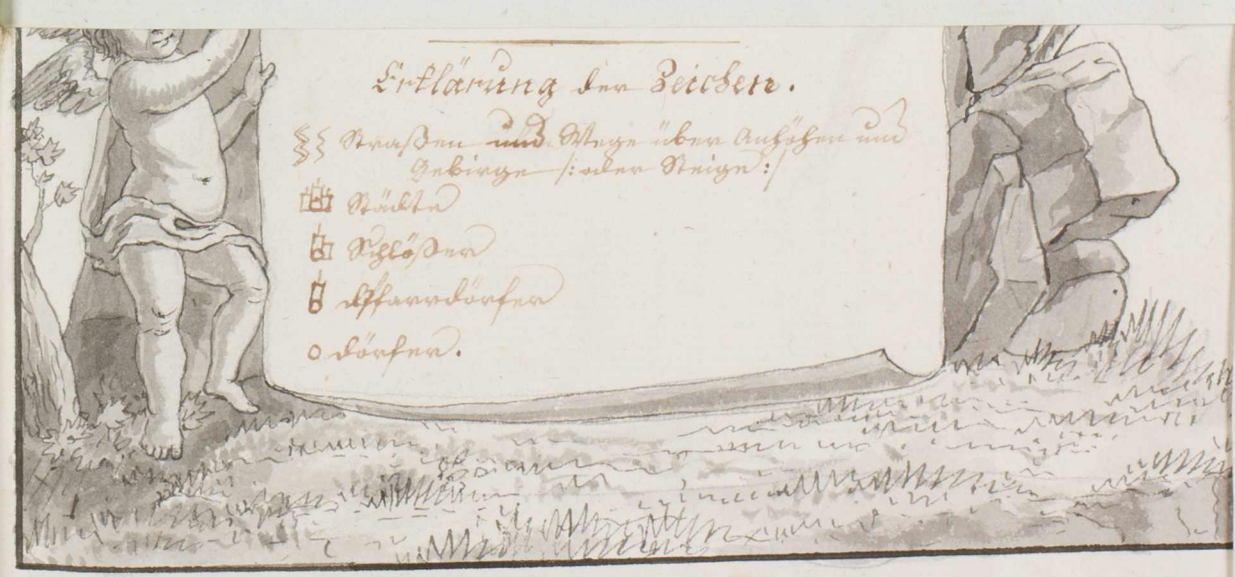 Erklärung der Zeichen.
Straßen und Wege über Anhöhen und
Gebirge /: oder Steige :/
Städte
Schlößer
Pfarrdörfer
dörfer.